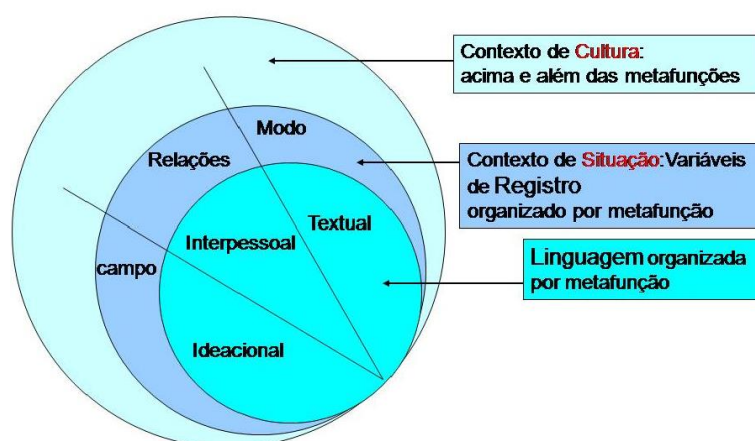 Contexto de Cultura:
acima e além das metafunções
Modo
Relações
Contexto de Situação:Variáveis
de Registro
organizado por metafunção
Textual
Interpessoal
campo
Linguagem organizada
por metafunção
Ideacional